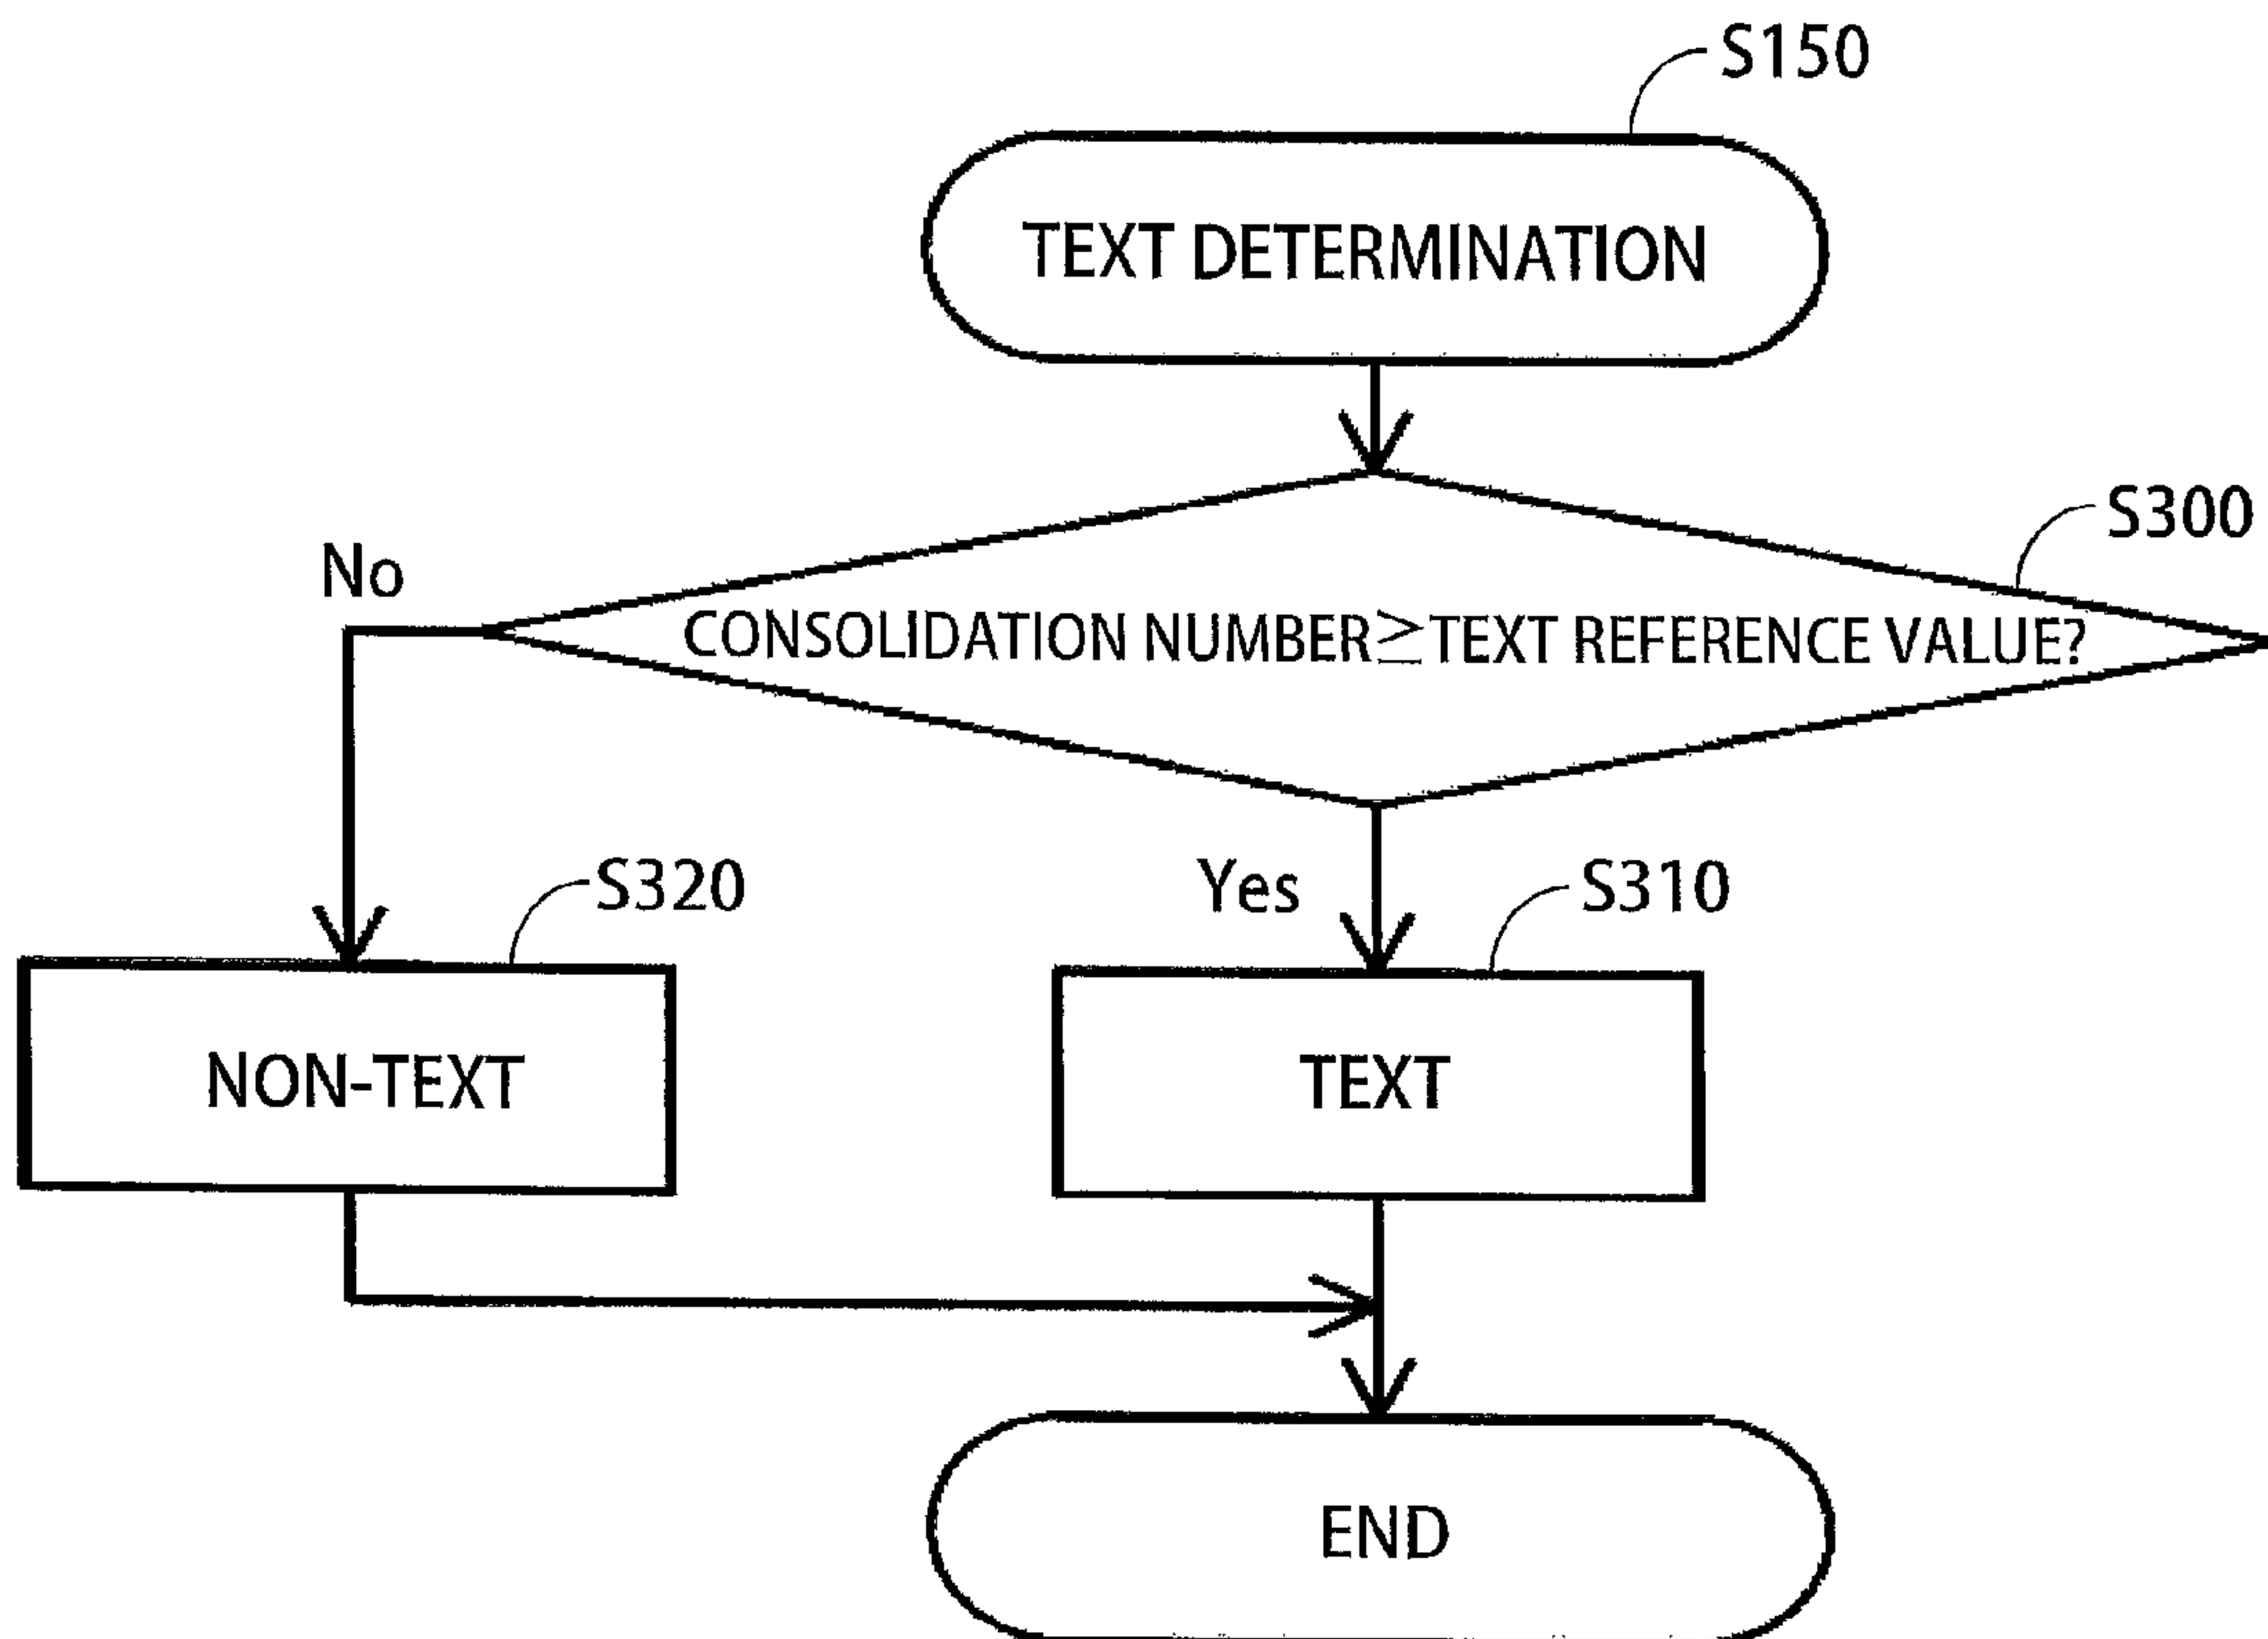 S150
TEXT DETERMINATION
S300
No
CONSOLIDATION NUMBER≧TEXT REFERENCE VALUE?
S320
Yes
S310
NON-TEXT
TEXT
END